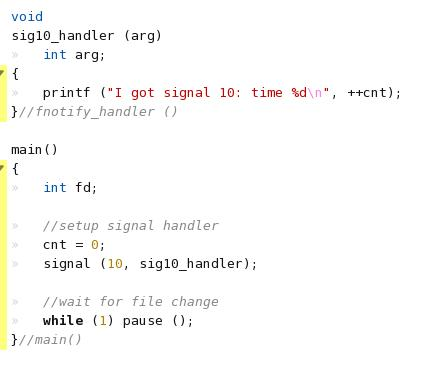 void
sig10_handler (arg)
»   int arg;
{
»   printf ("I got signal 10: time %d\n", ++cnt);
}//fnotify_handler ()

main()
{
»   int fd;

»   //setup signal handler
»   cnt = 0;
»   signal (10, sig10_handler);

»   //wait for file change
»   while (1) pause ();
}//main()